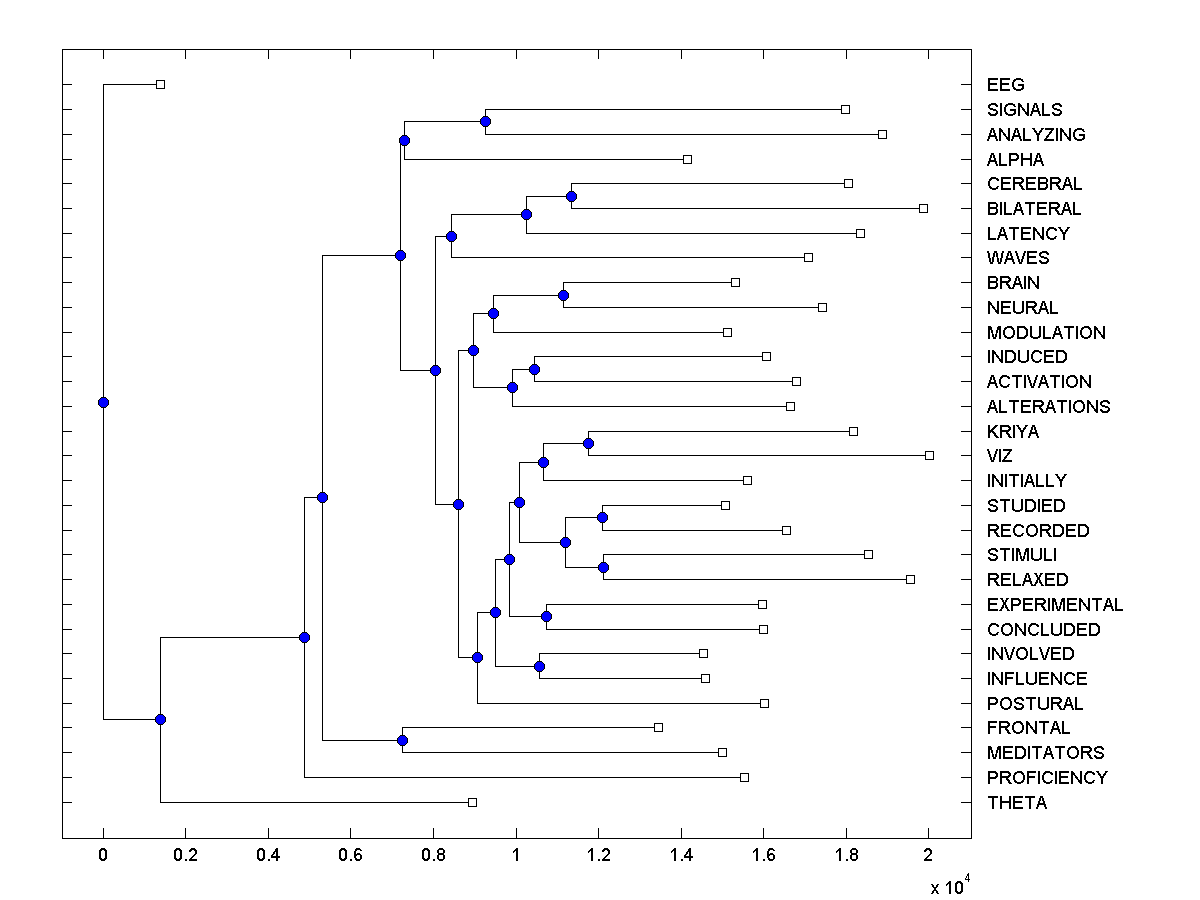 EEG
SIGNALS
ANALYZING
ALPHA
CEREBRAL
BILATERAL
LATENCY
WAVES
BRAIN
NEURAL
MODULATION
INDUCED
ACTIVATION
ALTERATIONS
KRIYA
VIZ
INITIALLY
STUDIED
RECORDED
STIMULI
RELAXED
EXPERIMENTAL
CONCLUDED
INVOLVED
INFLUENCE
POSTURAL
FRONTAL
MEDITATORS
PROFICIENCY
THETA
0 0.2 0.4 0.6 0.8 1 1.2 1.4 1.6 1.8 2
x 10^4